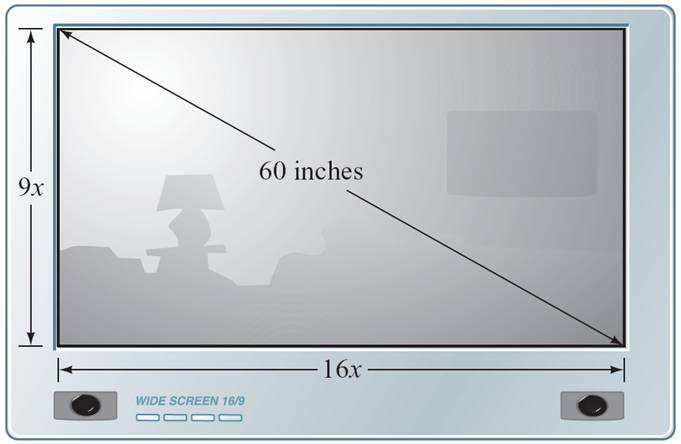 60 inches
9x
16x
WIDE SCREEN 16/9